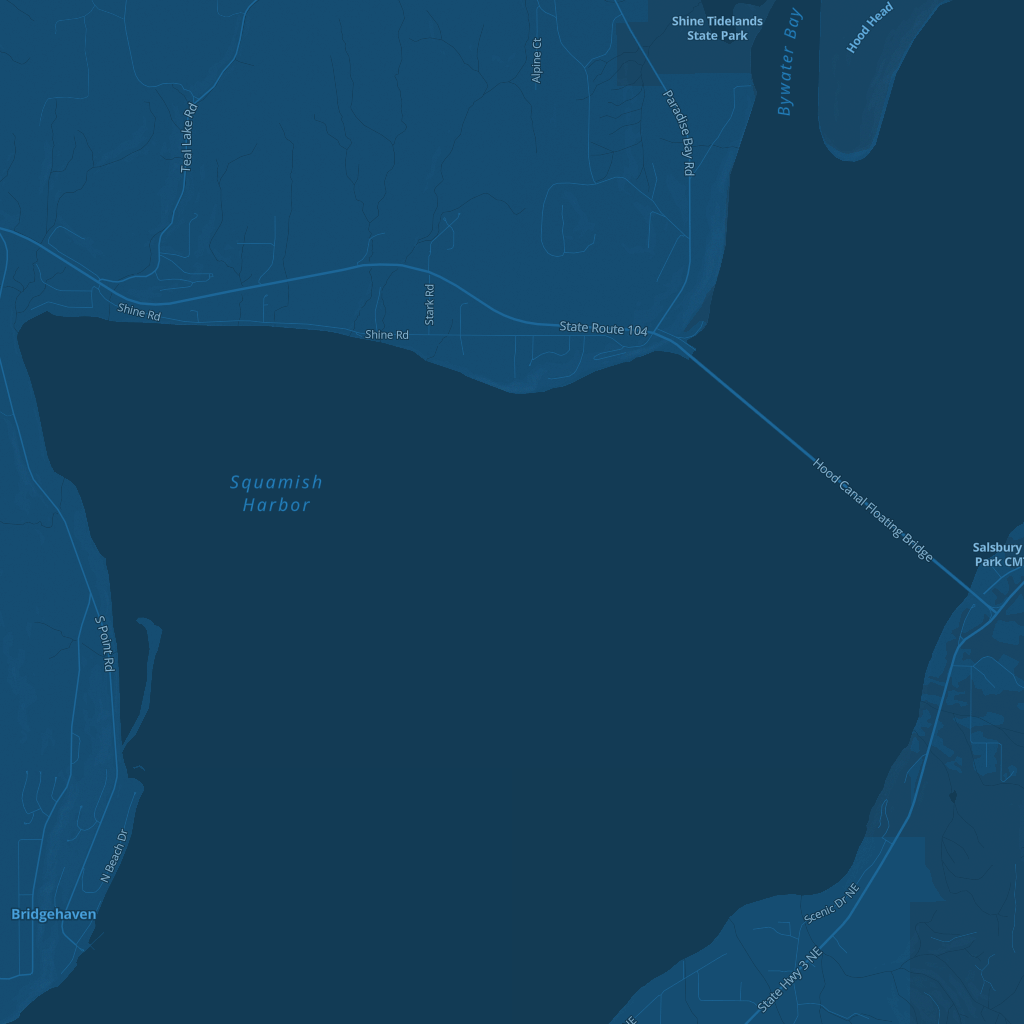 Shine Tidelands
State Park
Bywater Bay
Hood Head
Alpine Ct
Teal Lake Rd
Paradise Bay Rd
Stark Rd
Shine Rd
Shine Rd
State Route 104
Squamish
Harbor
Hood Canal Floating Bridge
Salsbury
Park CM
S Point Rd
N Beach Dr
Bridgehaven
Scenic Dr NE
State Hwy 3 NE